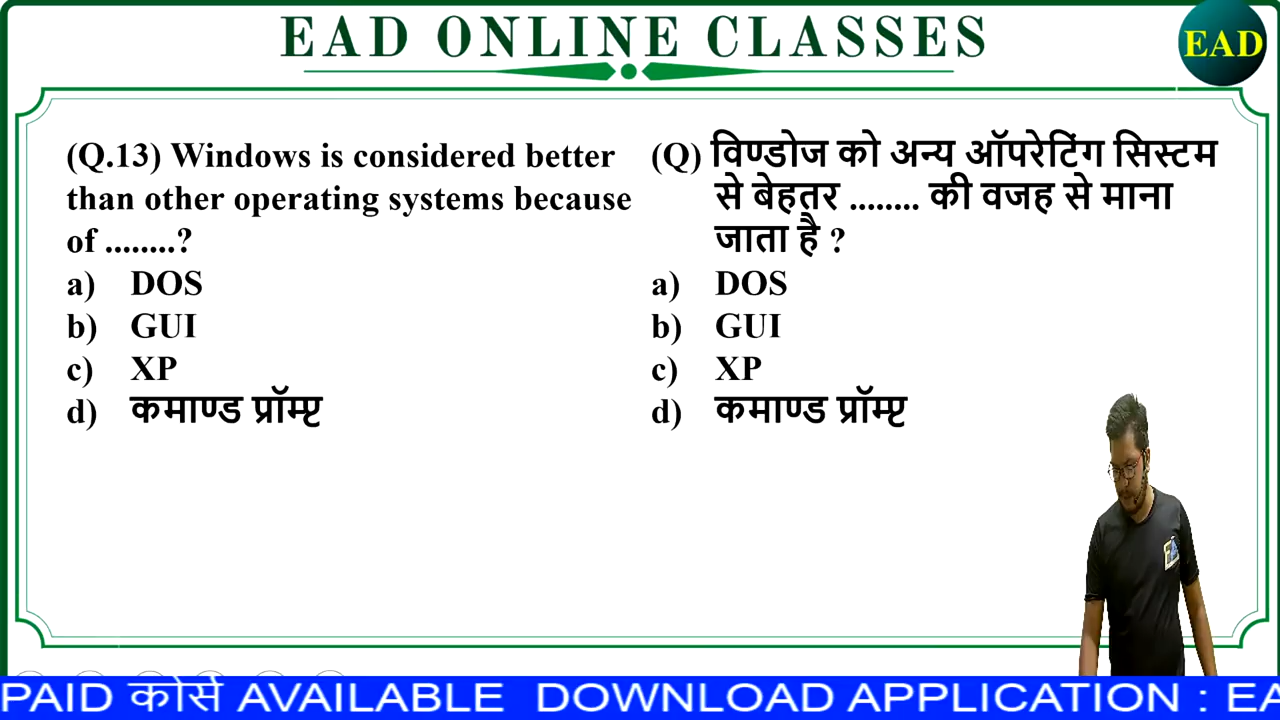 EAD ONLINE CLASSES
EAD
(Q.13) Windows is considered better
than other operating systems because
of ........?
a) DOS
b) GUI
c) XP
d) कमाण्ड प्रॉम्प्ट
(Q) विण्डोज को अन्य ऑपरेटिंग सिस्टम
से बेहतर ........ की वजह से माना
जाता है ?
a) DOS
b) GUI
c) XP
d) कमाण्ड प्रॉम्प्ट
PAID कोर्स AVAILABLE DOWNLOAD APPLICATION : EA